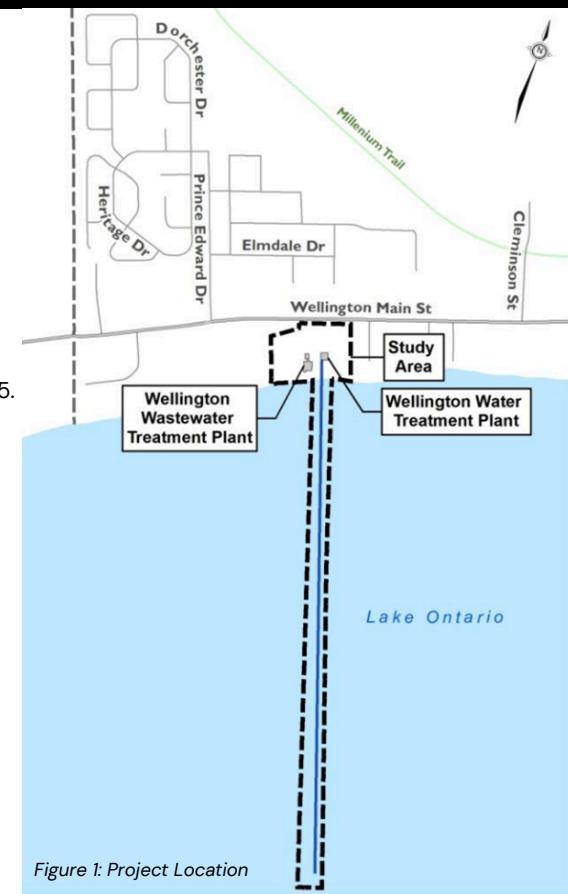 N
Dorchester Dr
Millenium Trail
Heritage Dr
Prince Edward Dr
Cleminson St
Elmdale Dr
Wellington Main St
Study
Area
5.
Wellington
Wastewater
Treatment Plant
Wellington Water
Treatment Plant
Lake Ontario
Figure 1: Project Location